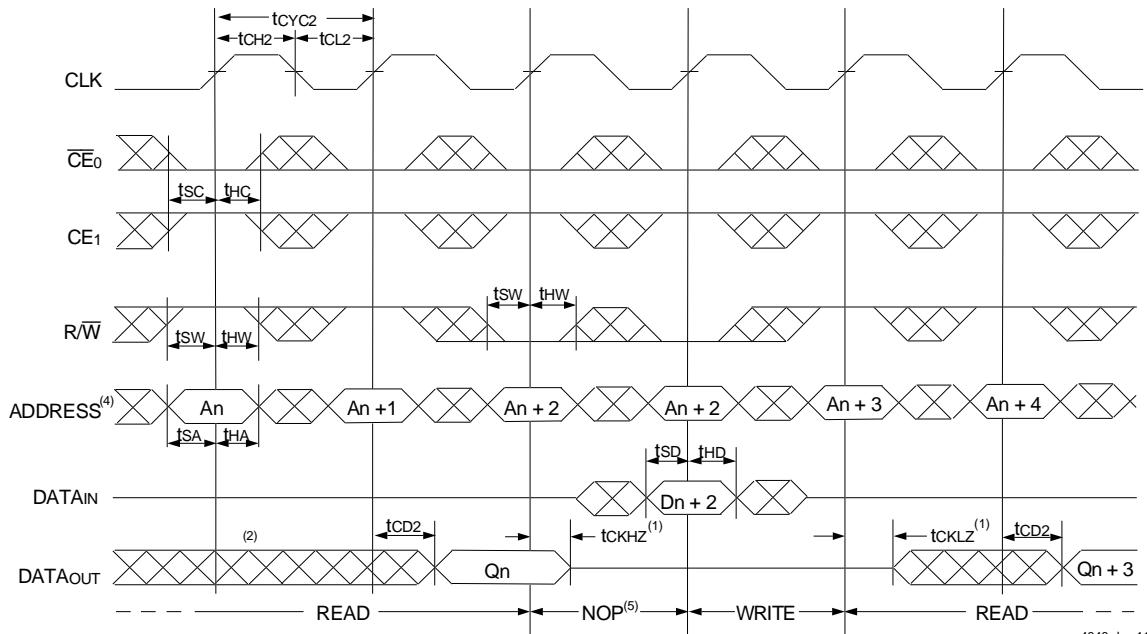 tCYC2
tCH2 tCL2
CLK
CE0
tSC tHC
CE1
tSW tHW
R/W
tSW tHW
ADDRESS(4) An An +1 An + 2 An + 2 An + 3 An + 4
tSA tHA
tSD tHD
DATAIN Dn + 2
(2) tCD2 tCKHZ(1) tCKLZ(1) tCD2
DATAOUT Qn Qn + 3
READ NOP(5) WRITE READ